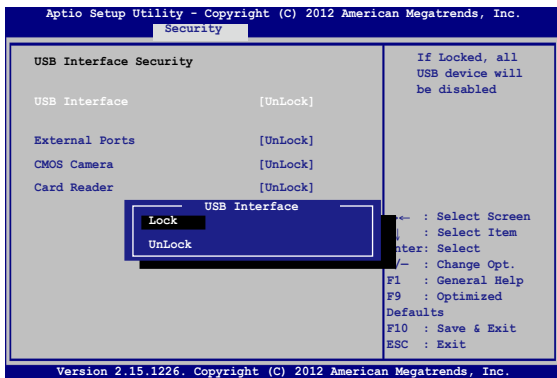 Aptio Setup Utility - Copyright (C) 2012 American Megatrends, Inc.
Security
USB Interface Security
USB Interface [UnLock]
External Ports [UnLock]
CMOS Camera [UnLock]
Card Reader [UnLock]
USB Interface
Lock
UnLock
If Locked, all
USB device will
be disabled
← : Select Screen
↓ : Select Item
nter: Select
/— : Change Opt.
F1 : General Help
F9 : Optimized
Defaults
F10 : Save & Exit
ESC : Exit
Version 2.15.1226. Copyright (C) 2012 American Megatrends, Inc.